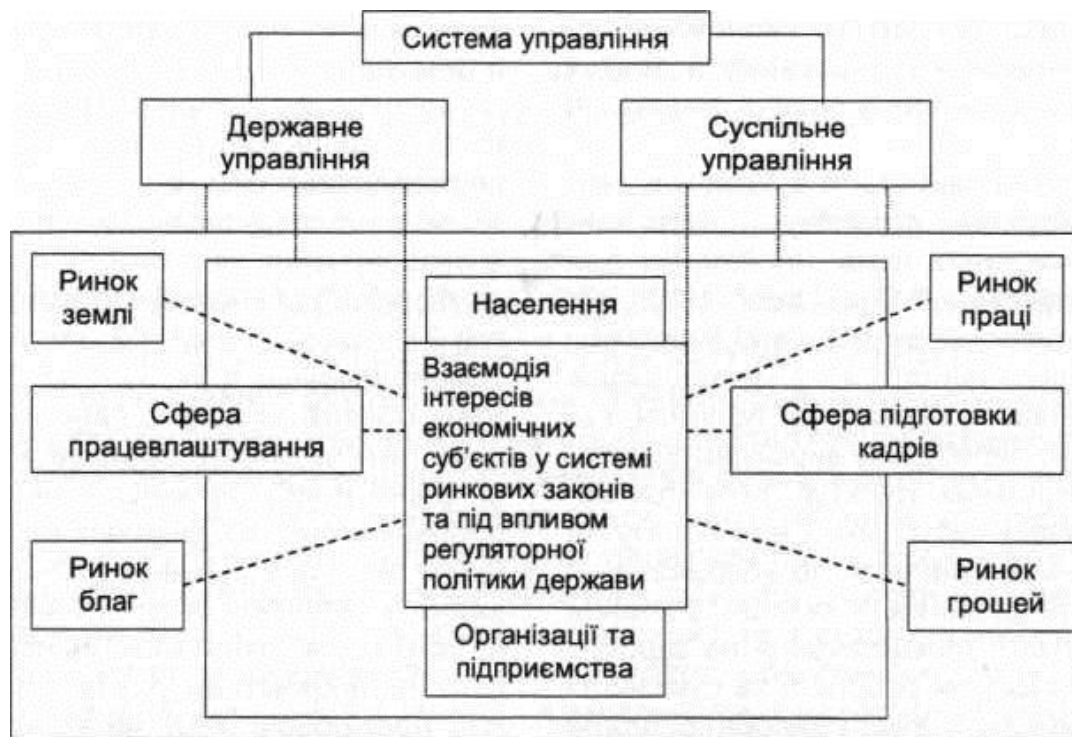 Система управління
Державне
управління
Суспільне
управління
Ринок
землі
Населення
Ринок
праці
Взаємодія
інтересів
економічних
суб'єктів у системі
ринкових законів
та під впливом
регуляторної
політики держави
Сфера
працевлаштування
Сфера підготовки
кадрів
Ринок
благ
Ринок
грошей
Організації та
підприємства